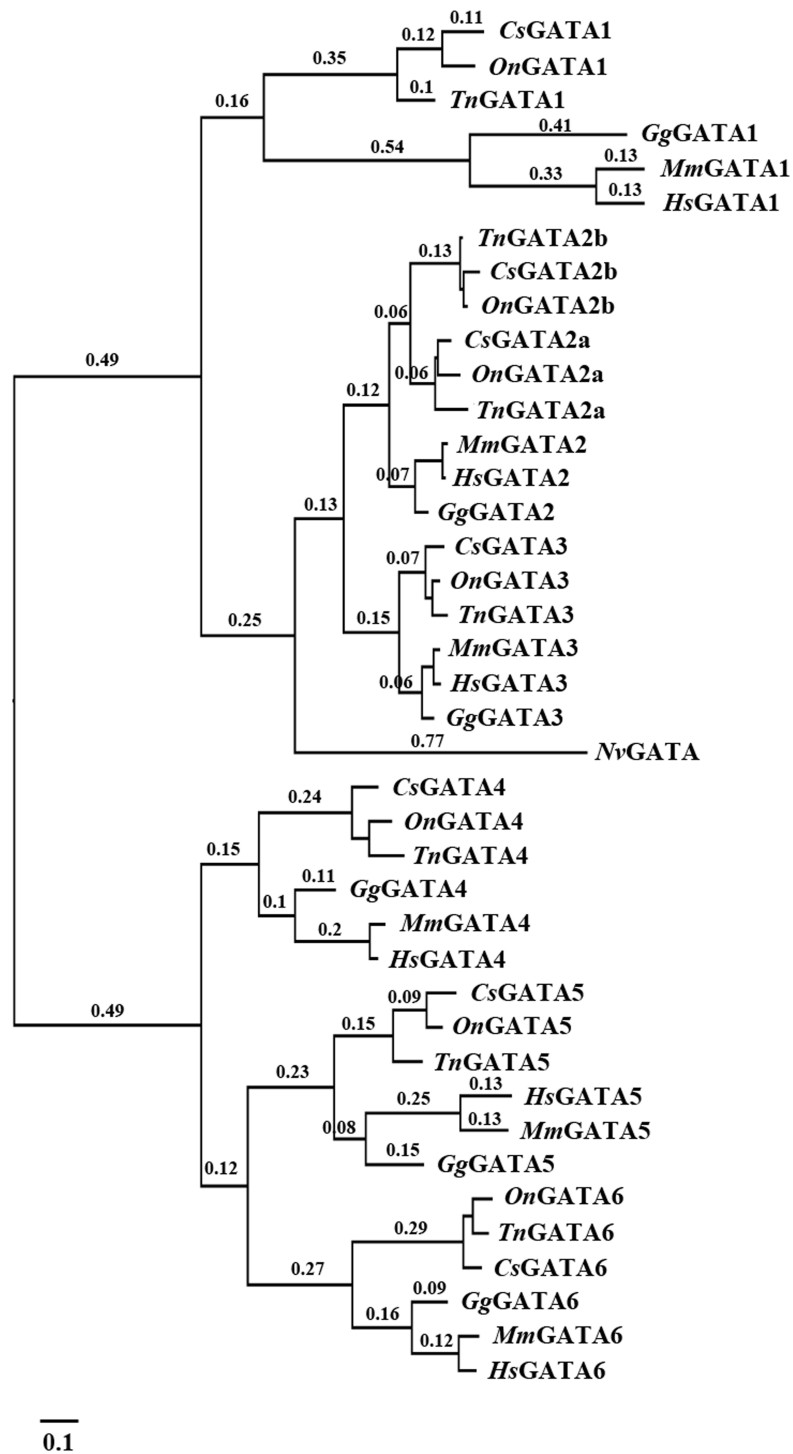 0.11
CsGATA1
0.12
OnGATA1
0.35
0.1
TnGATA1
0.16
0.41
GgGATA1
0.54
0.13
MmGATA1
0.33
0.13
HsGATA1
TnGATA2b
0.13
CsGATA2b
OnGATA2b
0.06
CsGATA2a
0.49
0.06
OnGATA2a
0.12
TnGATA2a
MmGATA2
0.07
HsGATA2
0.13
GgGATA2
CsGATA3
0.07
OnGATA3
0.25
0.15
TnGATA3
MmGATA3
0.06
HsGATA3
GgGATA3
0.77
NvGATA
CsGATA4
0.24
OnGATA4
0.15
TnGATA4
0.11
GgGATA4
0.1
MmGATA4
0.2
HsGATA4
CsGATA5
0.09
0.49
0.15
OnGATA5
TnGATA5
0.23
0.13
HsGATA5
0.25
0.08
0.13
MmGATA5
0.15
GgGATA5
0.12
OnGATA6
0.29
TnGATA6
CsGATA6
0.27
0.09
GgGATA6
0.16
MmGATA6
0.12
HsGATA6
0.1